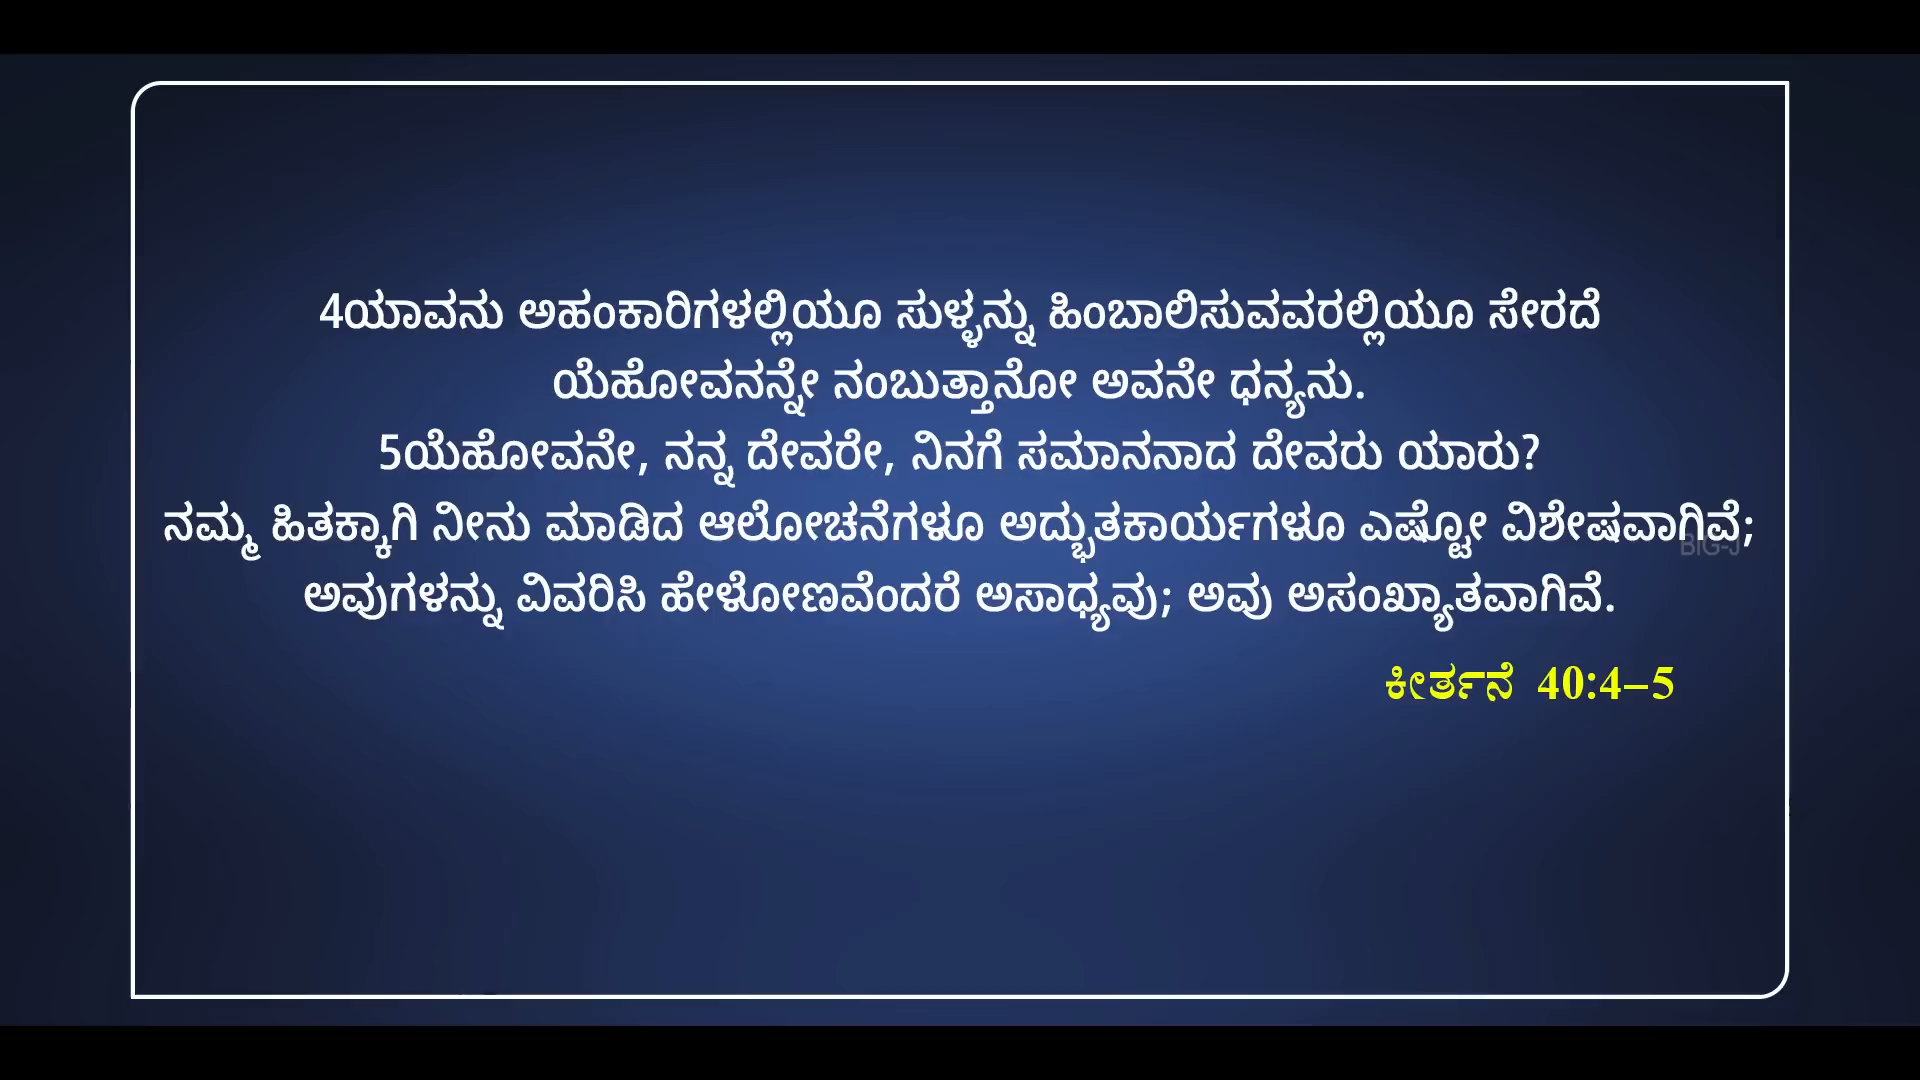 4ಯಾವನು ಅಹಂಕಾರಿಗಳಲ್ಲಿಯೂ ಸುಳ್ಳನ್ನು ಹಿಂಬಾಲಿಸುವವರಲ್ಲಿಯೂ ಸೇರದೆ
ಯೆಹೋವನನ್ನೇ ನಂಬುತ್ತಾನೋ ಅವನೇ ಧನ್ಯನು.
5ಯೆಹೋವನೇ, ನನ್ನ ದೇವರೇ, ನಿನಗೆ ಸಮಾನನಾದ ದೇವರು ಯಾರು?
ನಮ್ಮ ಹಿತಕ್ಕಾಗಿ ನೀನು ಮಾಡಿದ ಆಲೋಚನೆಗಳೂ ಅದ್ಭುತಕಾರ್ಯಗಳೂ ಎಷ್ಟೋ ವಿಶೇಷವಾಗಿವೆ;
BIG-J
ಅವುಗಳನ್ನು ವಿವರಿಸಿ ಹೇಳೋಣವೆಂದರೆ ಅಸಾಧ್ಯವು; ಅವು ಅಸಂಖ್ಯಾತವಾಗಿವೆ.
ಕೀರ್ತನೆ 40:4–5